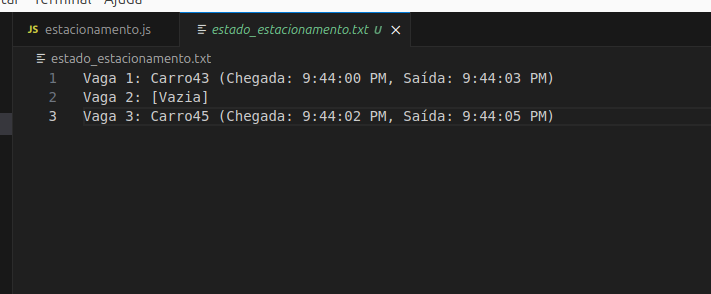 Terminal Ajuda
JS estacionamento.js
estado_estacionamento.txt U
estado_estacionamento.txt
1 Vaga 1: Carro43 (Chegada: 9:44:00 PM, Saída: 9:44:03 PM)
2 Vaga 2: [Vazia]
3 Vaga 3: Carro45 (Chegada: 9:44:02 PM, Saída: 9:44:05 PM)